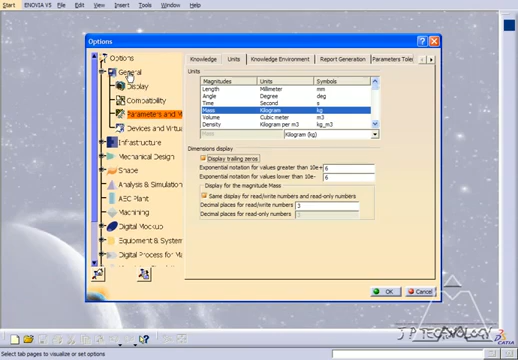 Start ENOVIA V5 File Edit View Insert Tools Window Help
Options
Options
General
Display
Compatibility
Parameters and M
Devices and Virtu
Infrastructure
Mechanical Design
Shape
Analysis & Simulation
AEC Plant
Machining
Digital Mockup
Equipment & System
Digital Process for Ma
Knowledge Units Knowledge Environment Report Generation Parameters Toler
Units
Magnitudes Units Symbols
Length Millimeter mm
Angle Degree deg
Time Second s
Mass Kilogram kg
Volume Cubic meter m3
Density Kilogram per m3 kg_m3
Mass Kilogram (kg)
Dimensions display
Display trailing zeros
Exponential notation for values greater than 10e+ 6
Exponential notation for values lower than 10e- 6
Display for the magnitude Mass
Same display for read/write numbers and read-only numbers
Decimal places for read/write numbers 3
Decimal places for read-only numbers 3
OK Cancel
J P TECHNOLOGY
CATIA
Select tab pages to visualize or set options